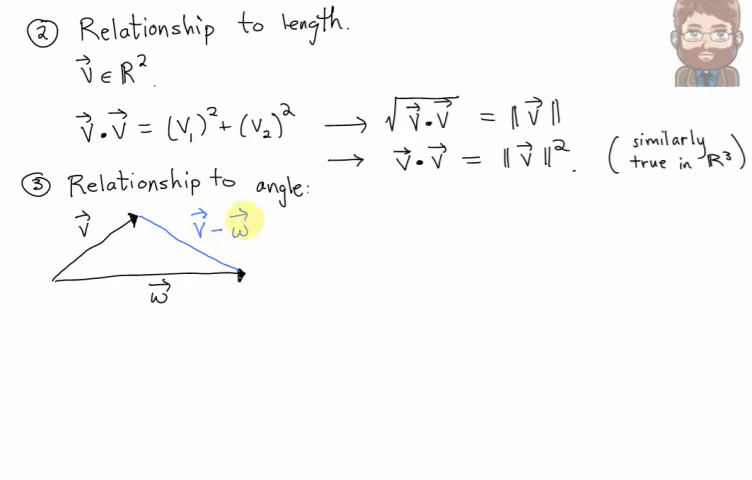 ② Relationship to length.
v⃗ ∈ ℝ².
v⃗ • v⃗ = (v₁)² + (v₂)² → √(v⃗ • v⃗) = ‖v⃗‖
→ v⃗ • v⃗ = ‖v⃗‖². (similarly true in ℝ³)
③ Relationship to angle:
v⃗ v⃗ − w⃗
w⃗